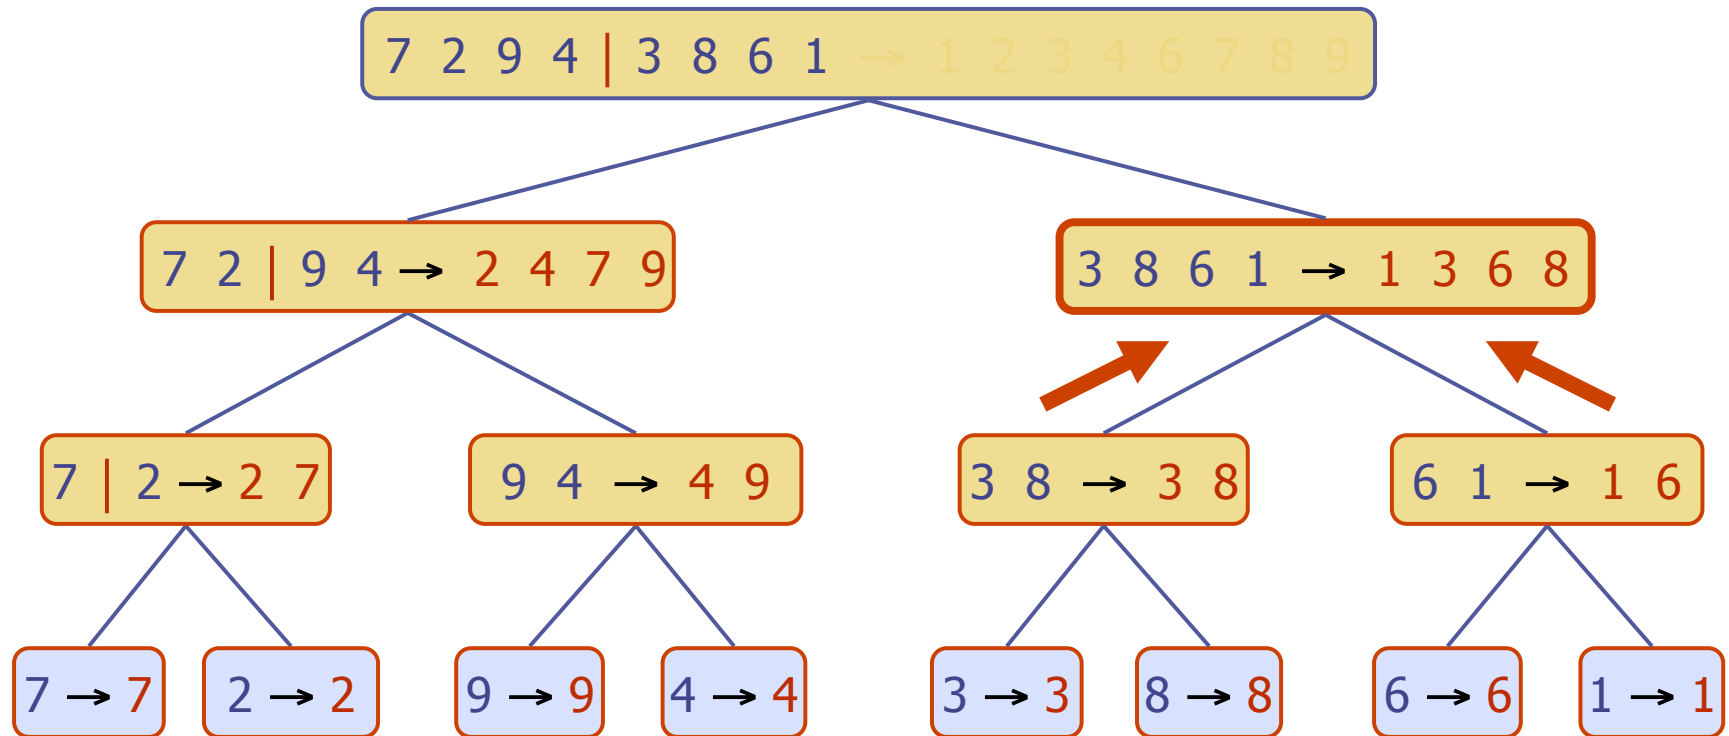 7 2 9 4 | 3 8 6 1 → 1 2 3 4 6 7 8 9
7 2 | 9 4 → 2 4 7 9
3 8 6 1 → 1 3 6 8
7 | 2 → 2 7
9 4 → 4 9
3 8 → 3 8
6 1 → 1 6
7 → 7
2 → 2
9 → 9
4 → 4
3 → 3
8 → 8
6 → 6
1 → 1